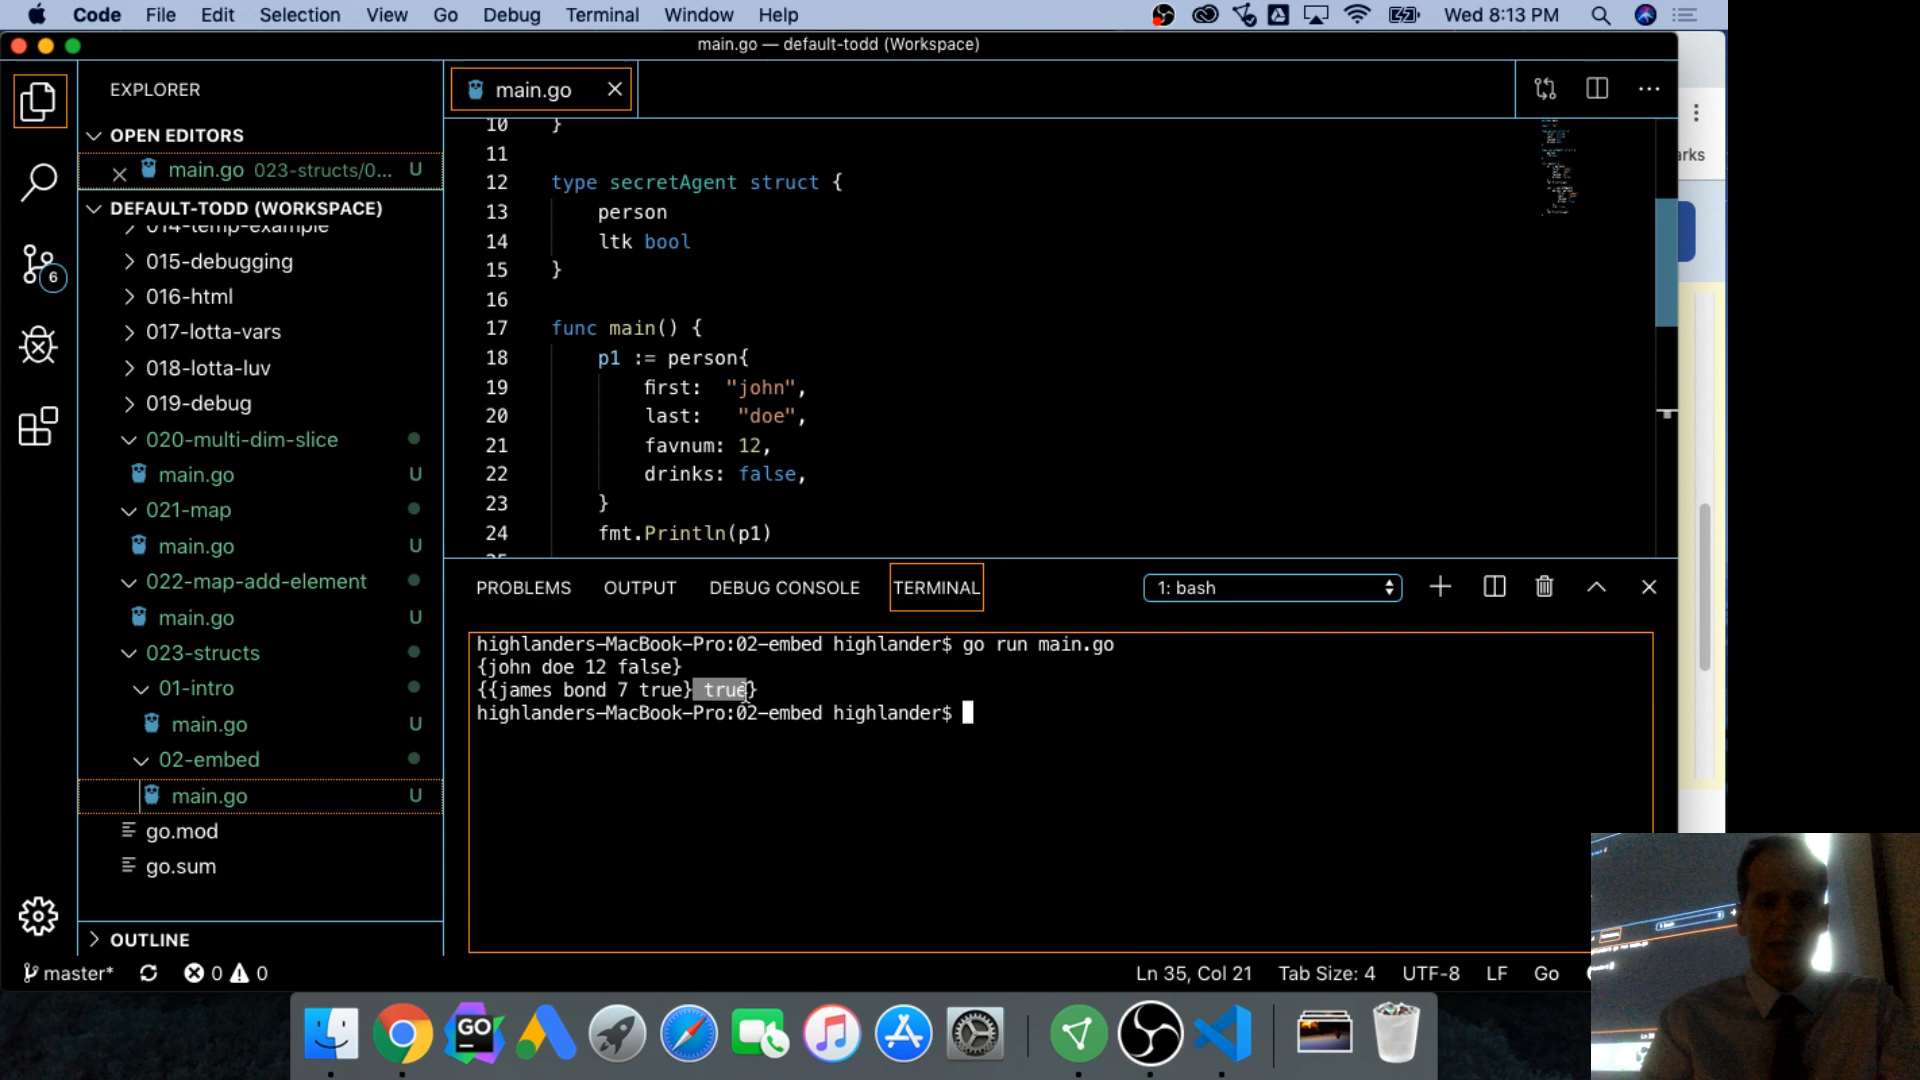 Code File Edit Selection View Go Debug Terminal Window Help Wed 8:13 PM
main.go — default-todd (Workspace)
EXPLORER
OPEN EDITORS
main.go 023-structs/0... U
DEFAULT-TODD (WORKSPACE)
014-temp-example
015-debugging
016-html
017-lotta-vars
018-lotta-luv
019-debug
020-multi-dim-slice
main.go U
021-map
main.go U
022-map-add-element
main.go U
023-structs
01-intro
main.go U
02-embed
main.go U
go.mod
go.sum
OUTLINE
6
main.go
10 }
11
12 type secretAgent struct {
13 person
14 ltk bool
15 }
16
17 func main() {
18 p1 := person{
19 first: "john",
20 last: "doe",
21 favnum: 12,
22 drinks: false,
23 }
24 fmt.Println(p1)
PROBLEMS OUTPUT DEBUG CONSOLE TERMINAL 1: bash
highlanders-MacBook-Pro:02-embed highlander$ go run main.go
{john doe 12 false}
{{james bond 7 true} true}
highlanders-MacBook-Pro:02-embed highlander$
master* 0 0 Ln 35, Col 21 Tab Size: 4 UTF-8 LF Go
arks
GO